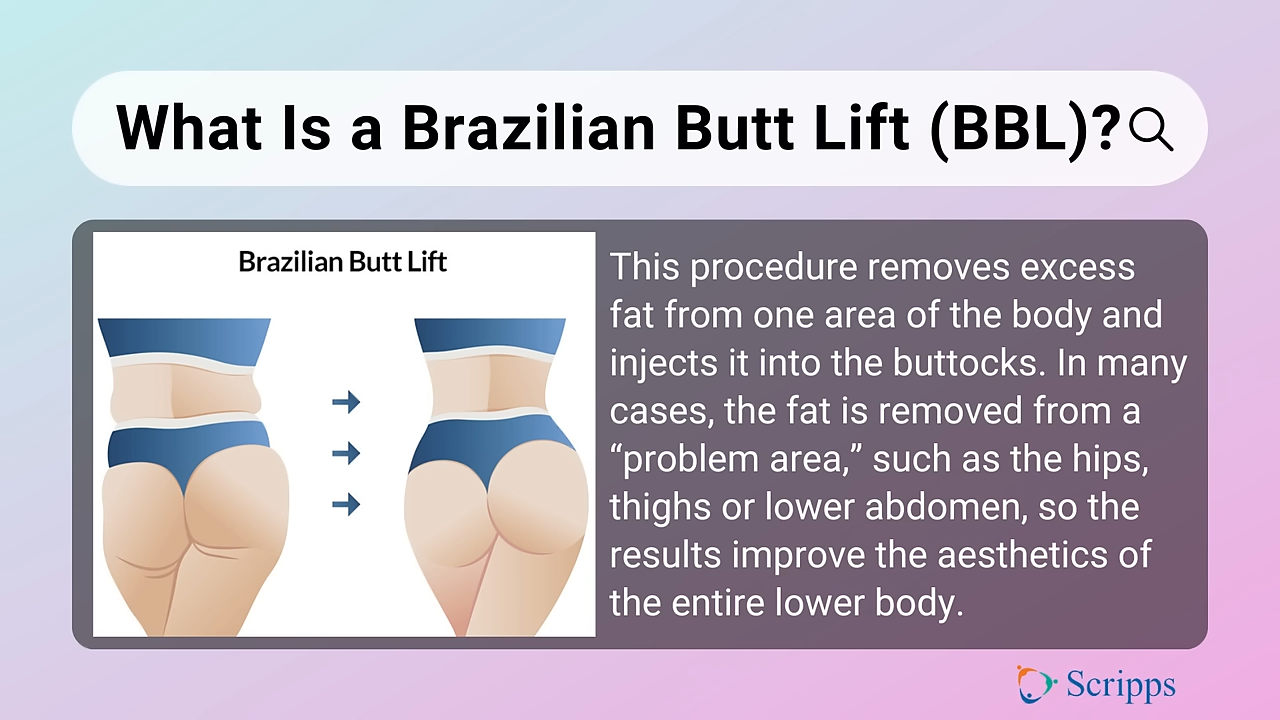 What Is a Brazilian Butt Lift (BBL)?
Brazilian Butt Lift
This procedure removes excess
fat from one area of the body and
injects it into the buttocks. In many
cases, the fat is removed from a
“problem area,” such as the hips,
thighs or lower abdomen, so the
results improve the aesthetics of
the entire lower body.
Scripps